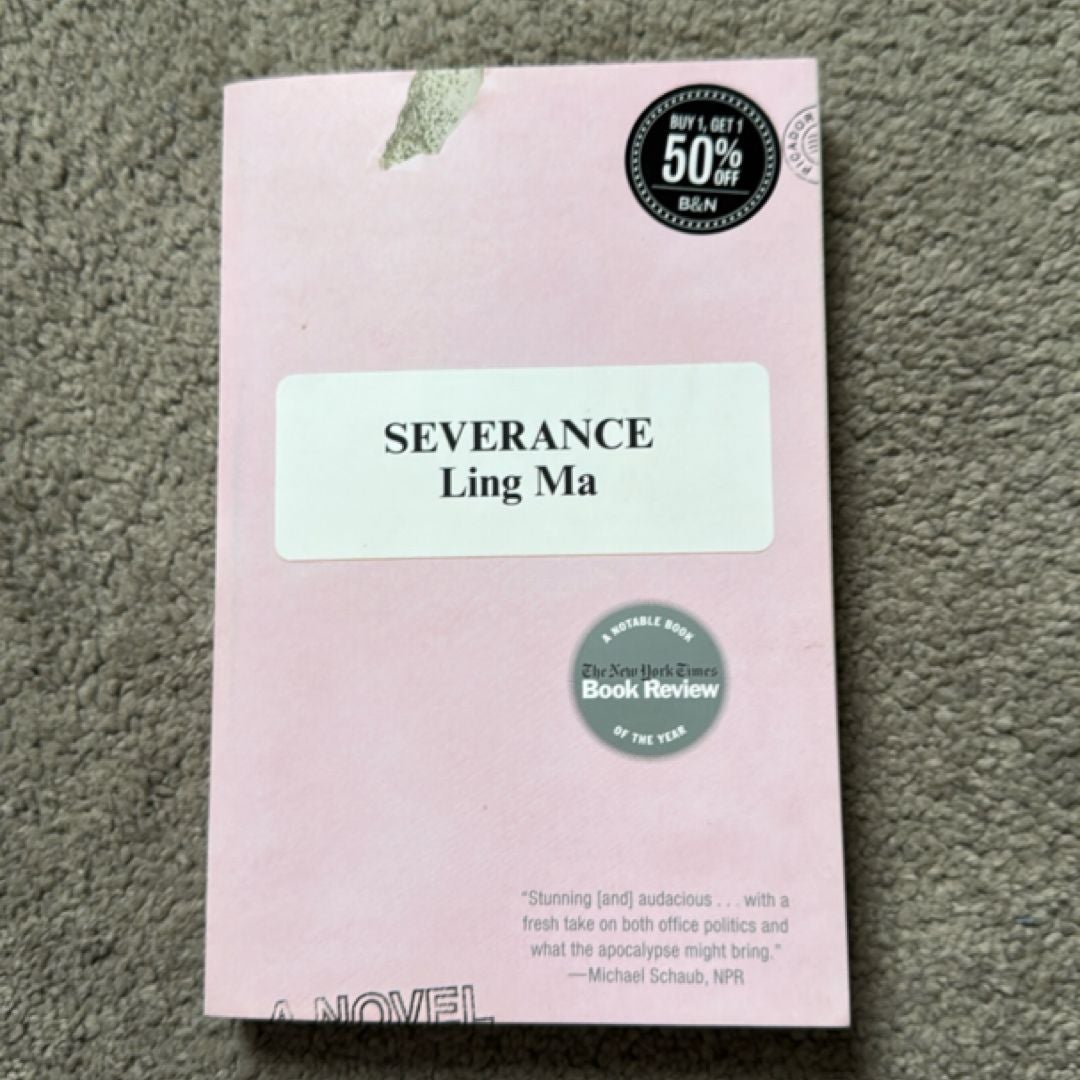 BUY 1, GET 1
50%
OFF
B&N
PICADOR
SEVERANCE
Ling Ma
A NOTABLE BOOK
The New York Times
Book Review
OF THE YEAR
"Stunning [and] audacious . . . with a
fresh take on both office politics and
what the apocalypse might bring."
—Michael Schaub, NPR
A NOVEL